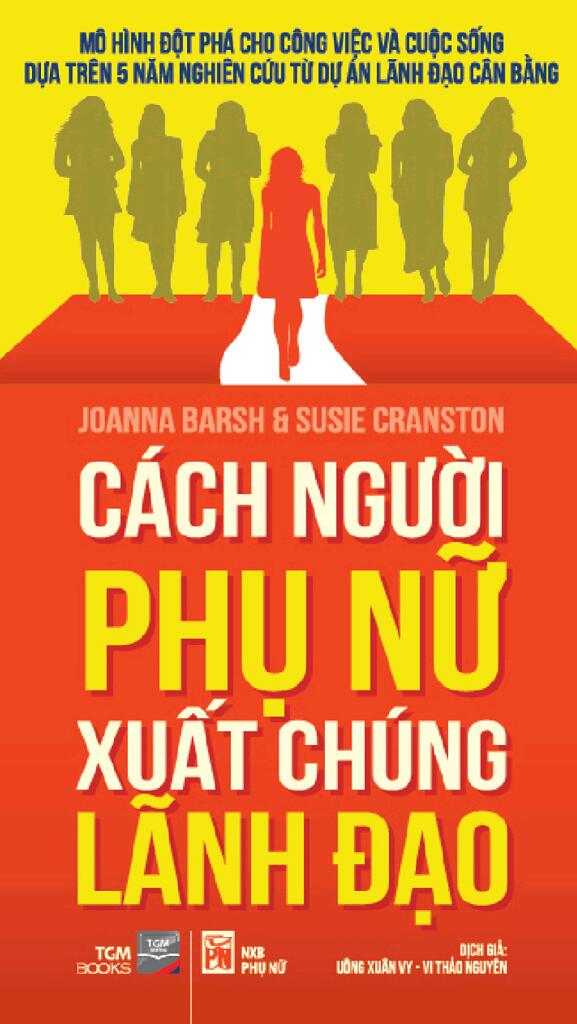 MÔ HÌNH ĐỘT PHÁ CHO CÔNG VIỆC VÀ CUỘC SỐNG
DỰA TRÊN 5 NĂM NGHIÊN CỨU TỪ DỰ ÁN LÃNH ĐẠO CÂN BẰNG
JOANNA BARSH & SUSIE CRANSTON
CÁCH NGƯỜI
PHỤ NỮ
XUẤT CHÚNG
LÃNH ĐẠO
TGM
BOOKS
TGM
PN
NXB
PHỤ NỮ
DỊCH GIẢ:
UÔNG XUÂN VY - VI THẢO NGUYÊN